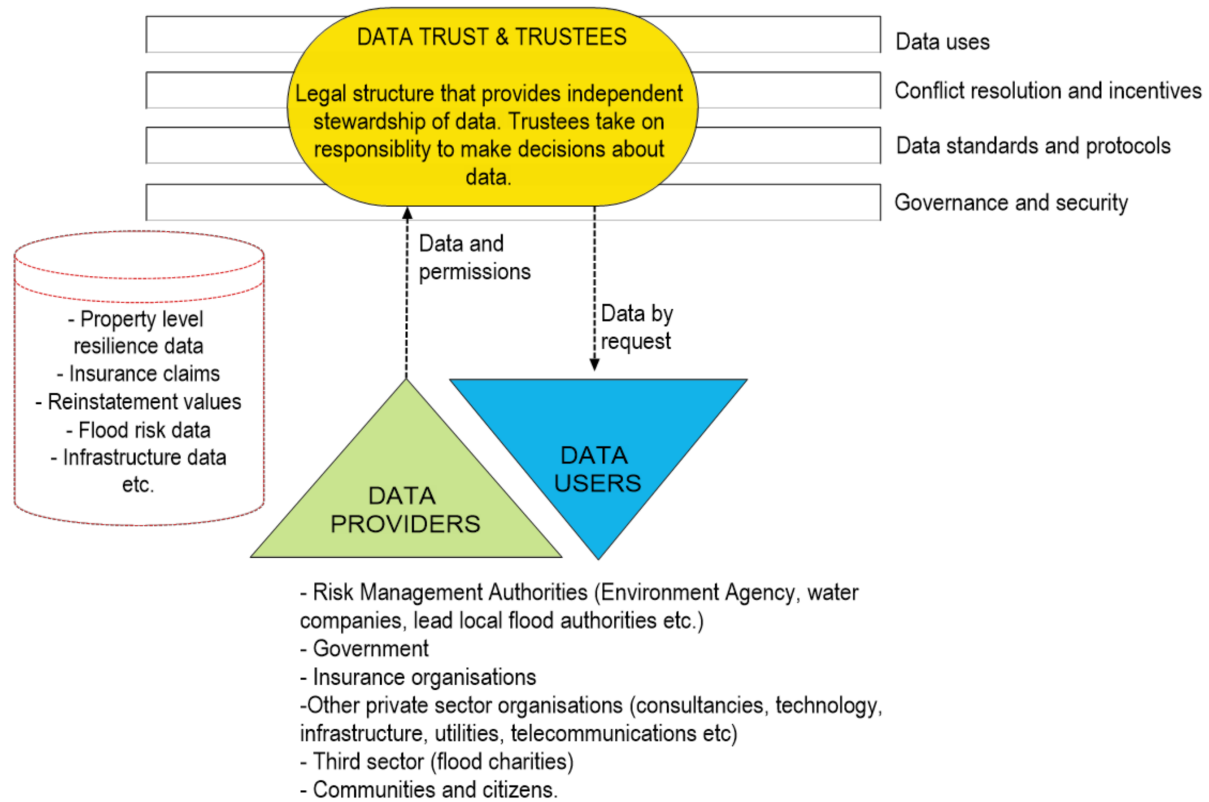 DATA TRUST & TRUSTEES
Legal structure that provides independent
stewardship of data. Trustees take on
responsiblity to make decisions about
data.
Data uses
Conflict resolution and incentives
Data standards and protocols
Governance and security
Data and
permissions
Data by
request
- Property level
resilience data
- Insurance claims
- Reinstatement values
- Flood risk data
- Infrastructure data
etc.
DATA
PROVIDERS
DATA
USERS
- Risk Management Authorities (Environment Agency, water
companies, lead local flood authorities etc.)
- Government
- Insurance organisations
-Other private sector organisations (consultancies, technology,
infrastructure, utilities, telecommunications etc)
- Third sector (flood charities)
- Communities and citizens.